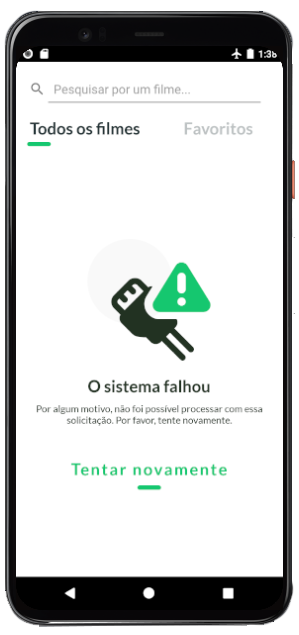 1:36
Pesquisar por um filme...
Todos os filmes
Favoritos
O sistema falhou
Por algum motivo, não foi possível processar com essa
solicitação. Por favor, tente novamente.
Tentar novamente